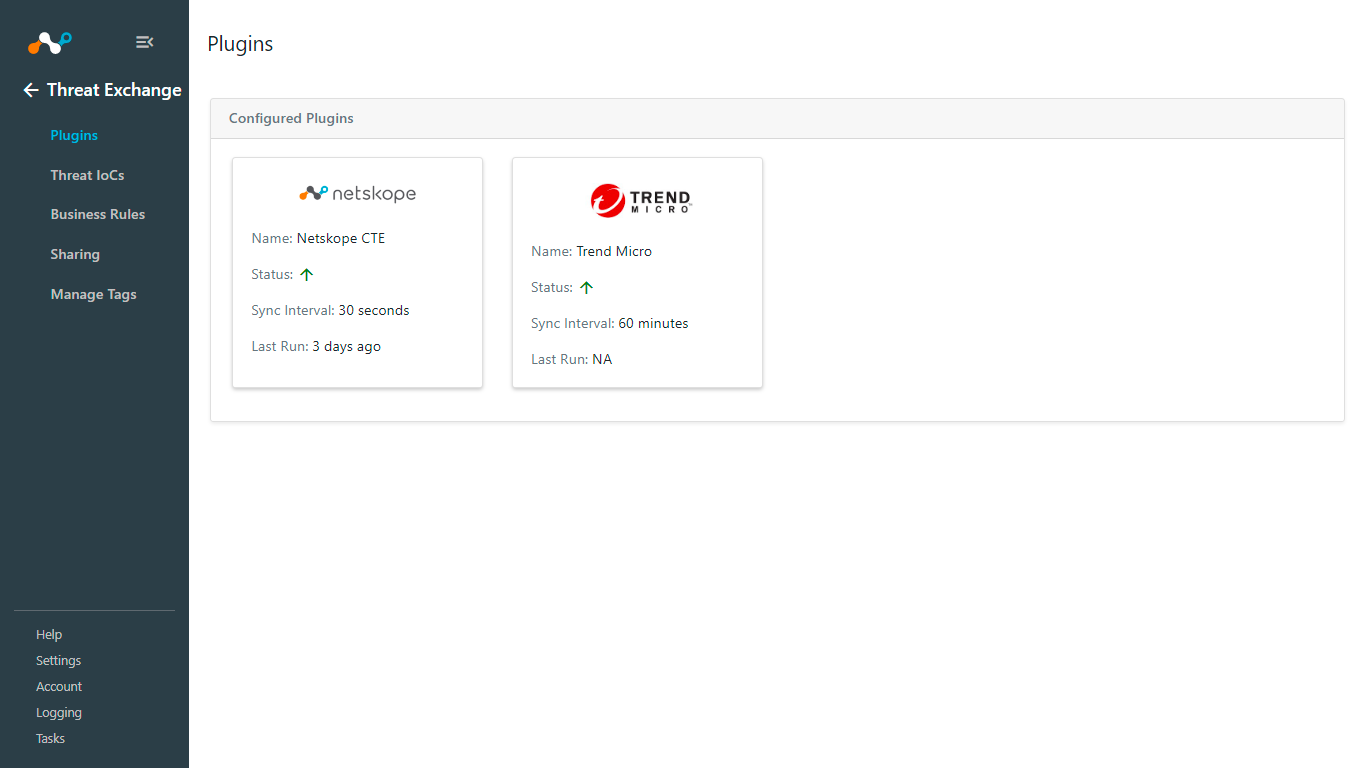 Threat Exchange
Plugins
Threat IoCs
Business Rules
Sharing
Manage Tags
Help
Settings
Account
Logging
Tasks
Plugins
Configured Plugins
netskope
Name: Netskope CTE
Status:
Sync Interval: 30 seconds
Last Run: 3 days ago
TREND
MICRO
Name: Trend Micro
Status:
Sync Interval: 60 minutes
Last Run: NA